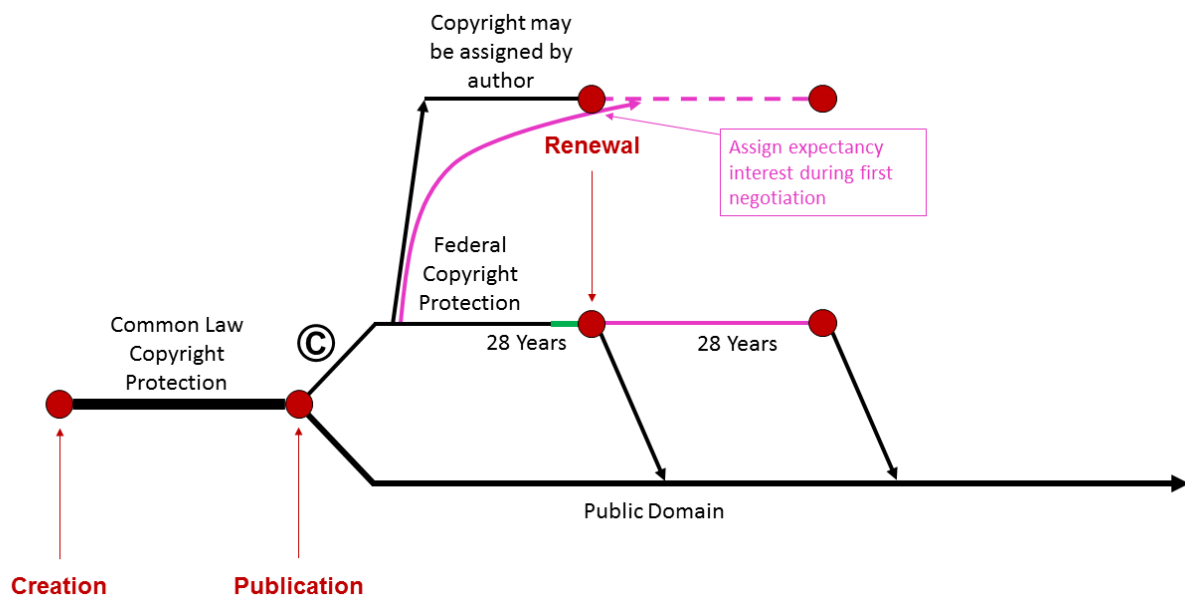 Copyright may
be assigned by
author
Renewal
Assign expectancy
interest during first
negotiation
Federal
Copyright
Protection
Common Law
Copyright
Protection
©
28 Years
28 Years
Public Domain
Creation
Publication